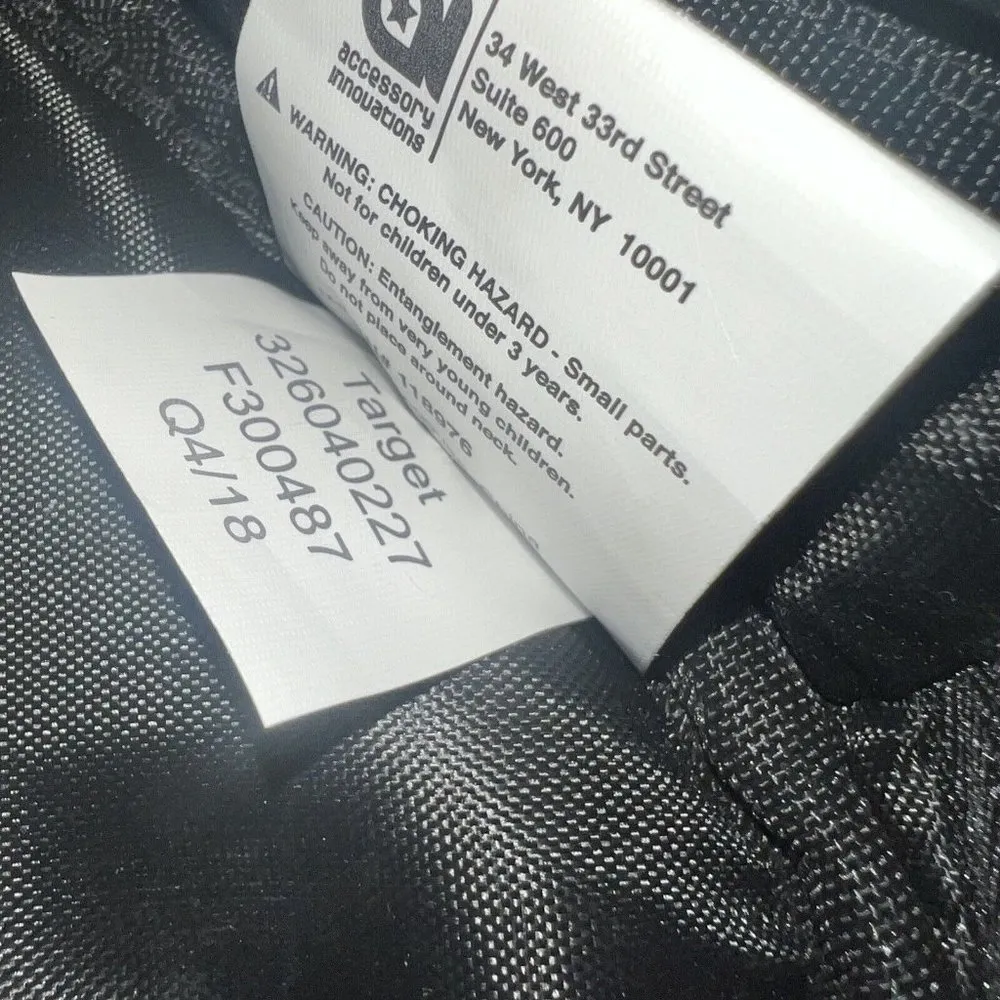 accessory
innovations
34 West 33rd Street
Suite 600
New York, NY 10001
WARNING: CHOKING HAZARD - Small parts.
Not for children under 3 years.
CAUTION: Entanglement hazard.
Keep away from very young children.
Do not place around neck.
118976
Target
326040227
F300487
Q4/18